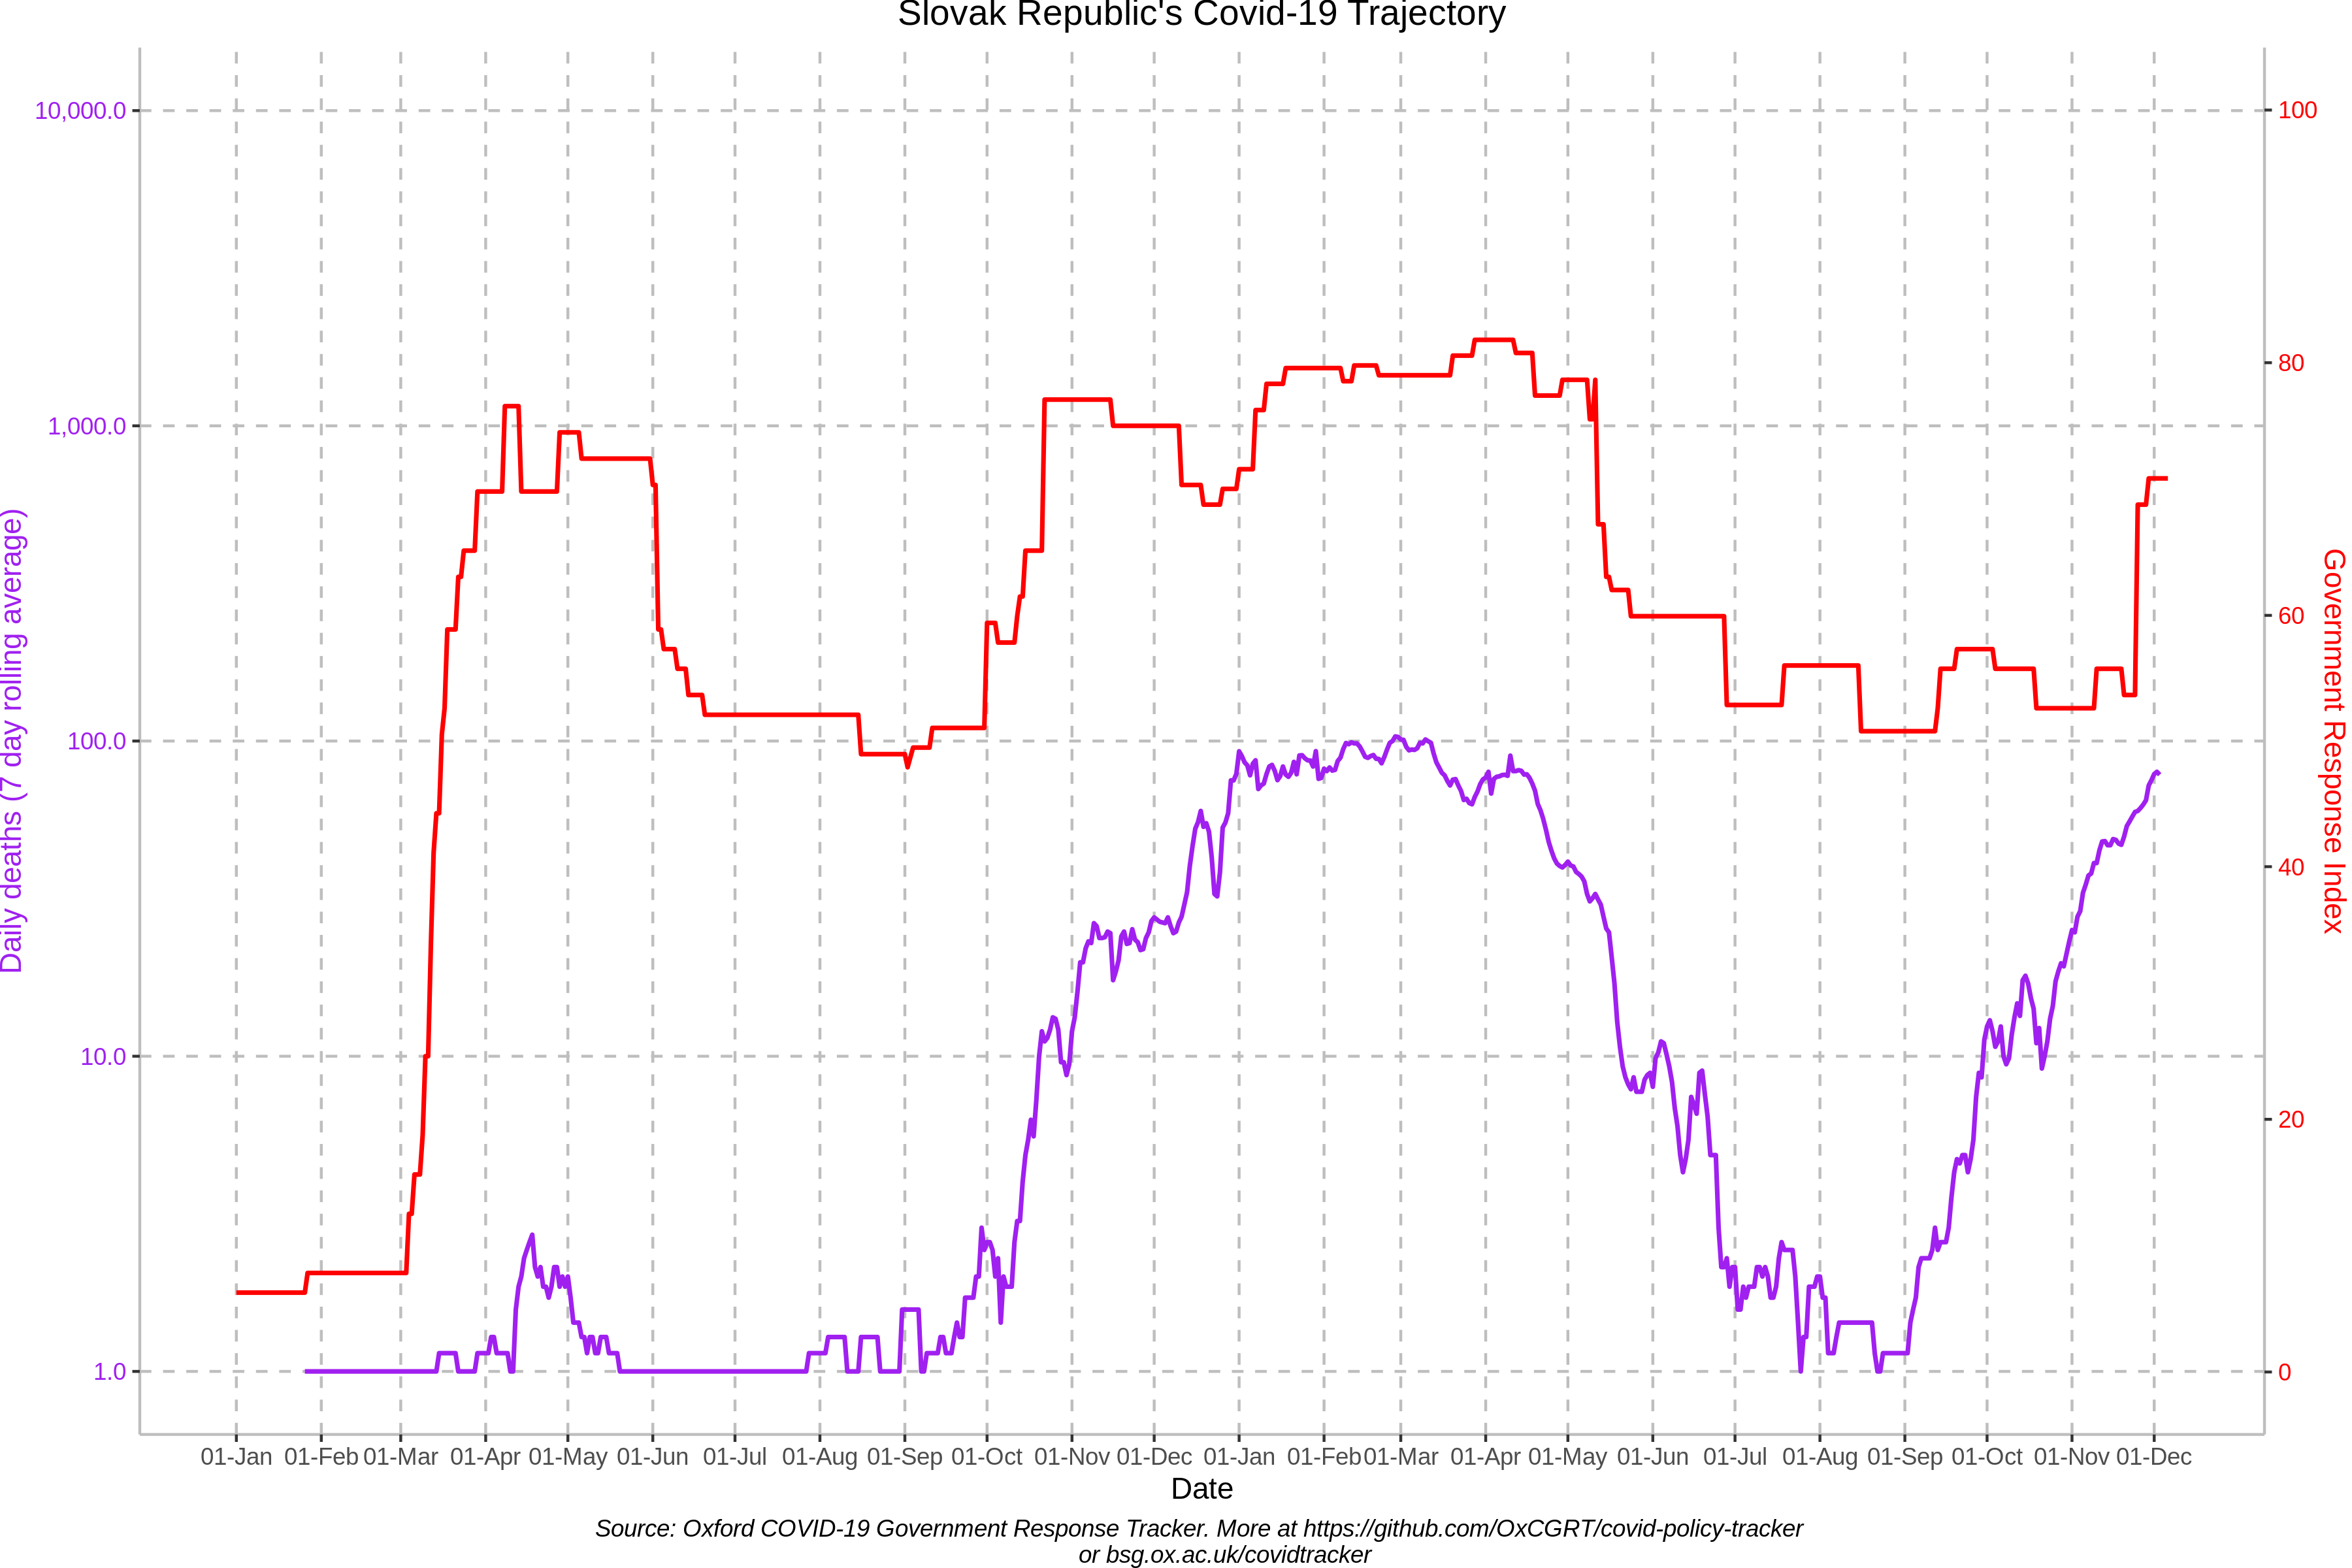 Slovak Republic's Covid-19 Trajectory
10,000.0
1,000.0
100.0
10.0
1.0
Daily deaths (7 day rolling average)
100
80
60
40
20
0
Government Response Index
01-Jan 01-Feb 01-Mar 01-Apr 01-May 01-Jun 01-Jul 01-Aug 01-Sep 01-Oct 01-Nov 01-Dec 01-Jan 01-Feb 01-Mar 01-Apr 01-May 01-Jun 01-Jul 01-Aug 01-Sep 01-Oct 01-Nov 01-Dec
Date
Source: Oxford COVID-19 Government Response Tracker. More at https://github.com/OxCGRT/covid-policy-tracker
or bsg.ox.ac.uk/covidtracker